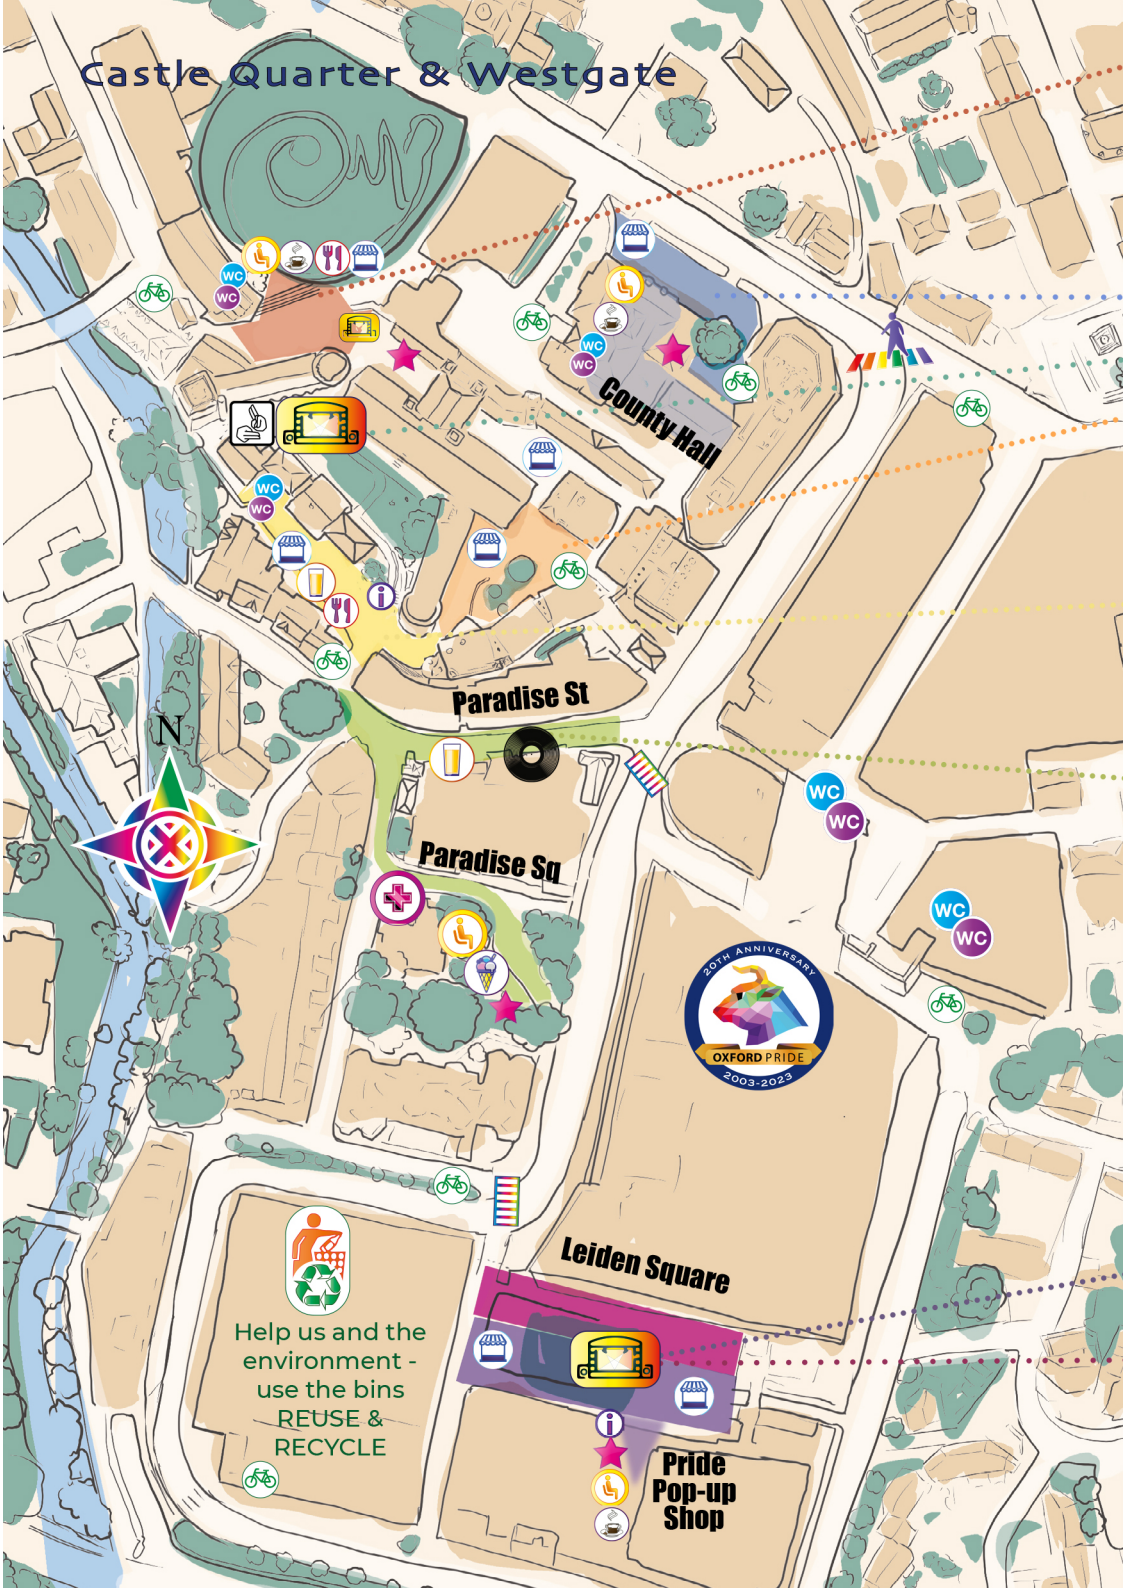 Castle Quarter & Westgate
WC
WC
WC
WC
County Hall
WC
WC
i
Paradise St
N
WC
WC
Paradise Sq
WC
WC
20TH ANNIVERSARY
OXFORD PRIDE
2003-2023
Leiden Square
Help us and the
environment -
use the bins
REUSE &
RECYCLE
i
Pride
Pop-up
Shop